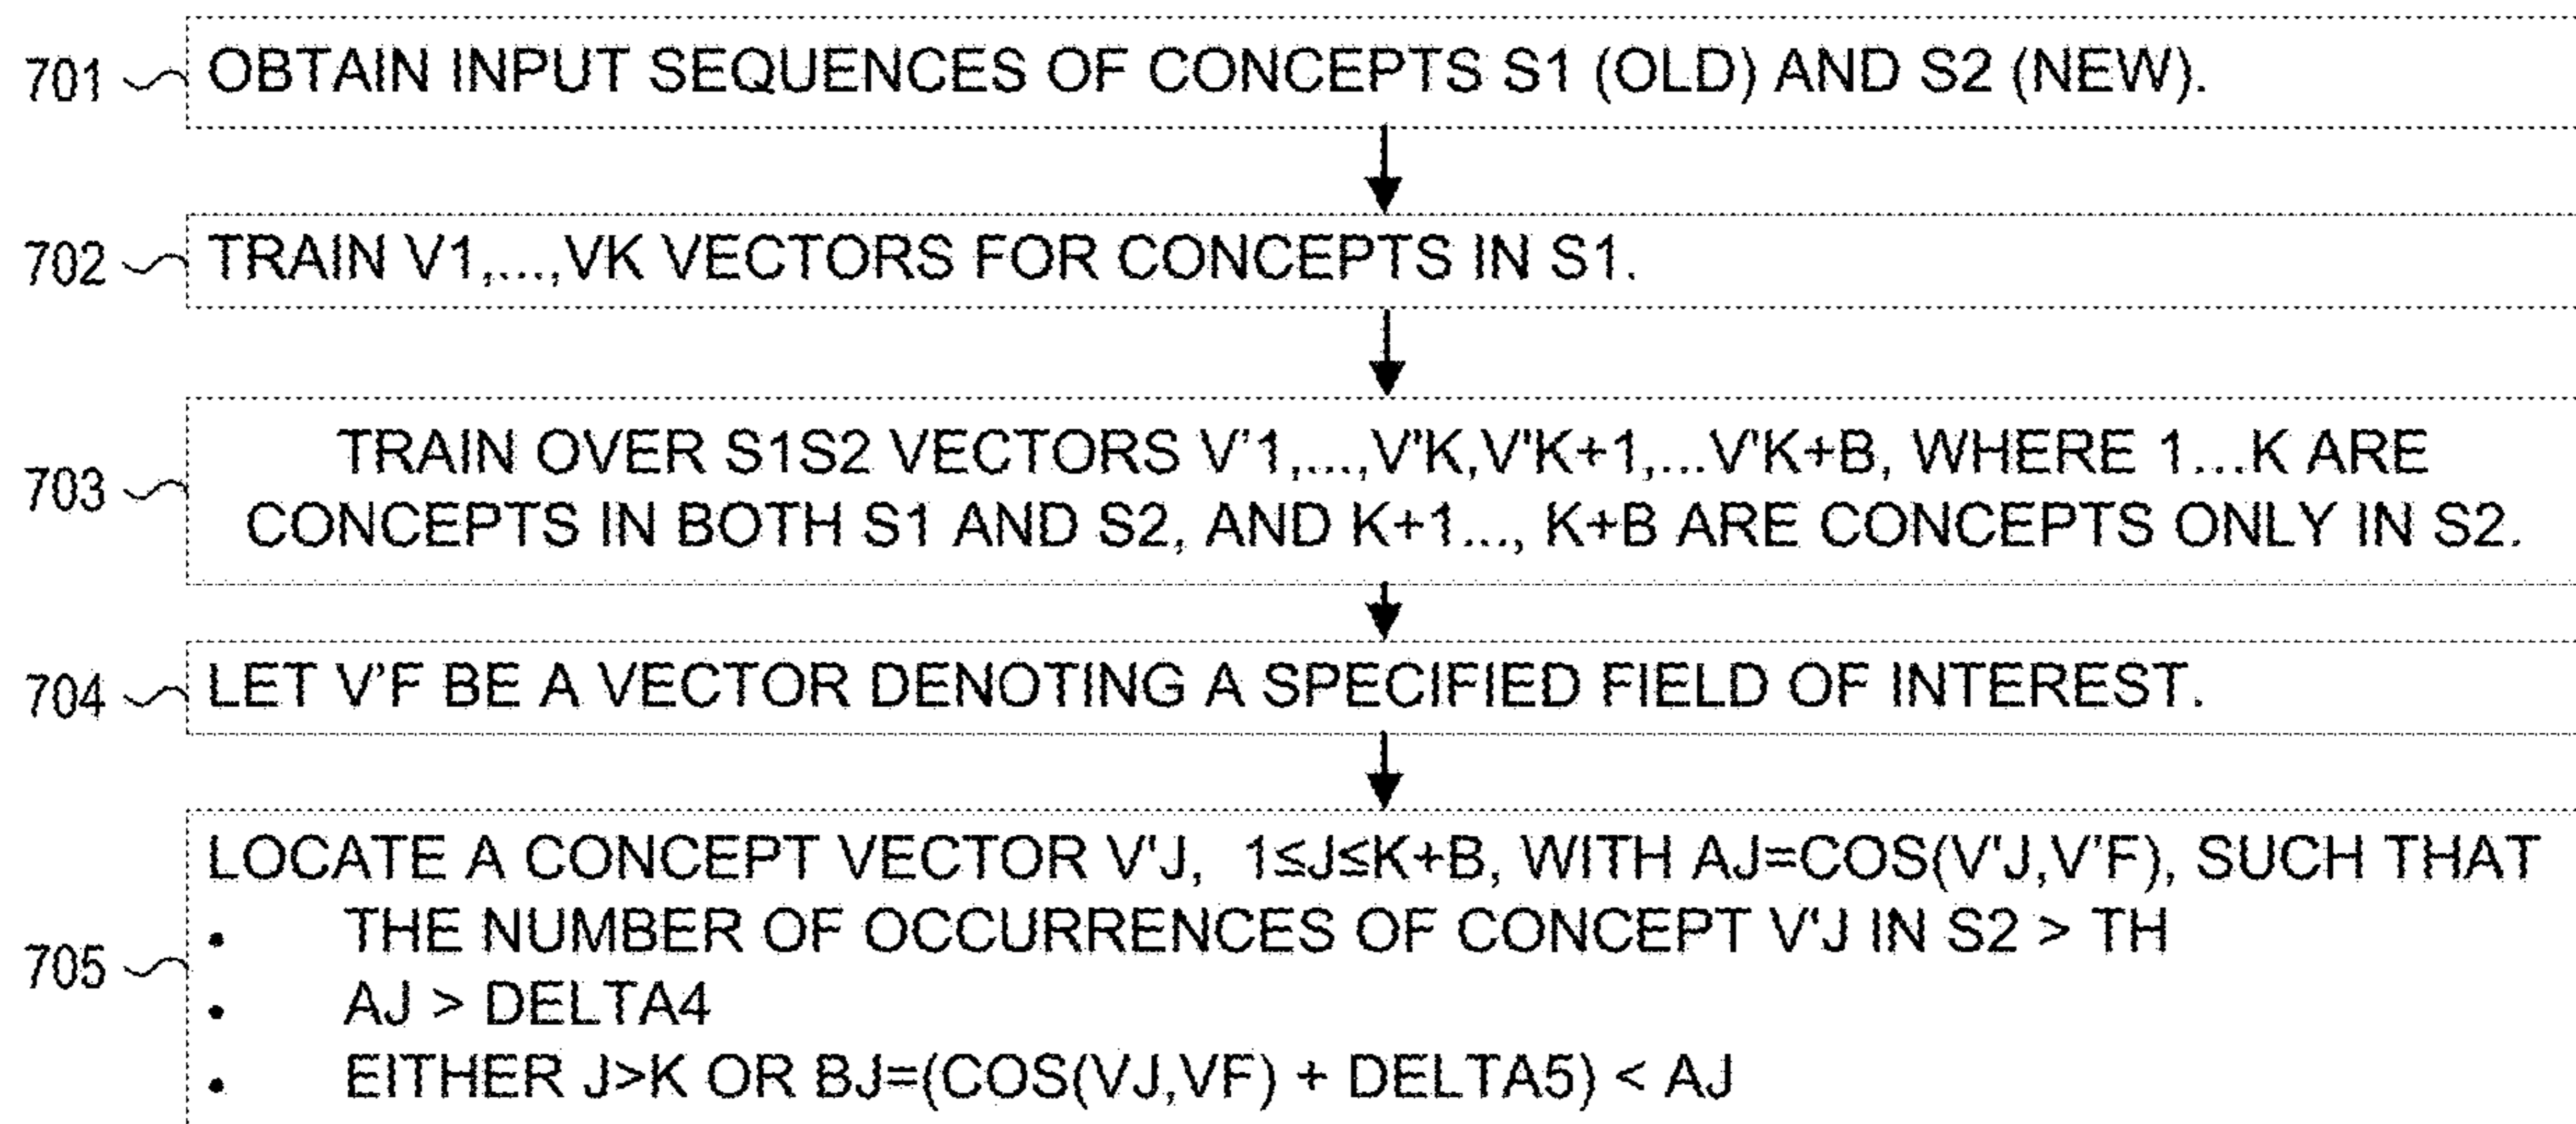 701 OBTAIN INPUT SEQUENCES OF CONCEPTS S1 (OLD) AND S2 (NEW).
702 TRAIN V1,...,VK VECTORS FOR CONCEPTS IN S1.
TRAIN OVER S1S2 VECTORS V'1,...,V'K,V'K+1,...V'K+B, WHERE 1...K ARE
703 CONCEPTS IN BOTH S1 AND S2, AND K+1..., K+B ARE CONCEPTS ONLY IN S2.
704 LET V'F BE A VECTOR DENOTING A SPECIFIED FIELD OF INTEREST.
LOCATE A CONCEPT VECTOR V'J, 1≦J≦K+B, WITH AJ=COS(V'J,V'F), SUCH THAT
• THE NUMBER OF OCCURRENCES OF CONCEPT V'J IN S2 > TH
705
• AJ > DELTA4
• EITHER J>K OR BJ=(COS(VJ,VF) + DELTA5) < AJ